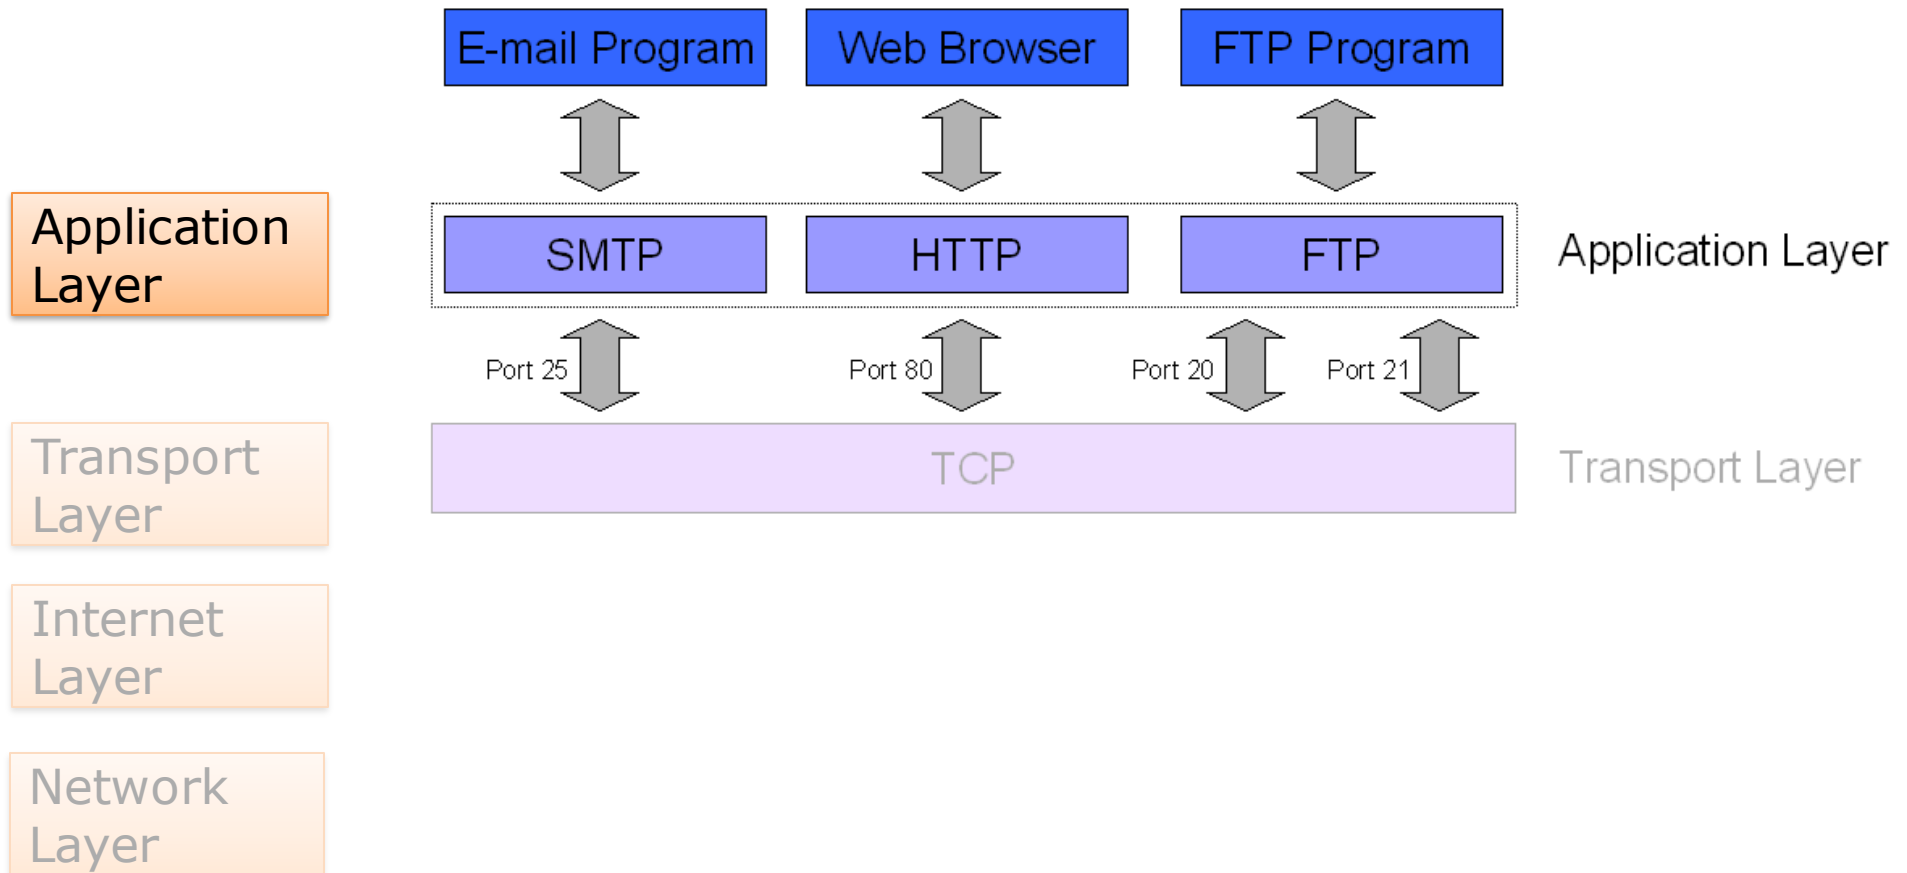 E-mail Program
Web Browser
FTP Program
Application
Layer
SMTP
HTTP
FTP
Application Layer
Port 25
Port 80
Port 20
Port 21
Transport
Layer
TCP
Transport Layer
Internet
Layer
Network
Layer